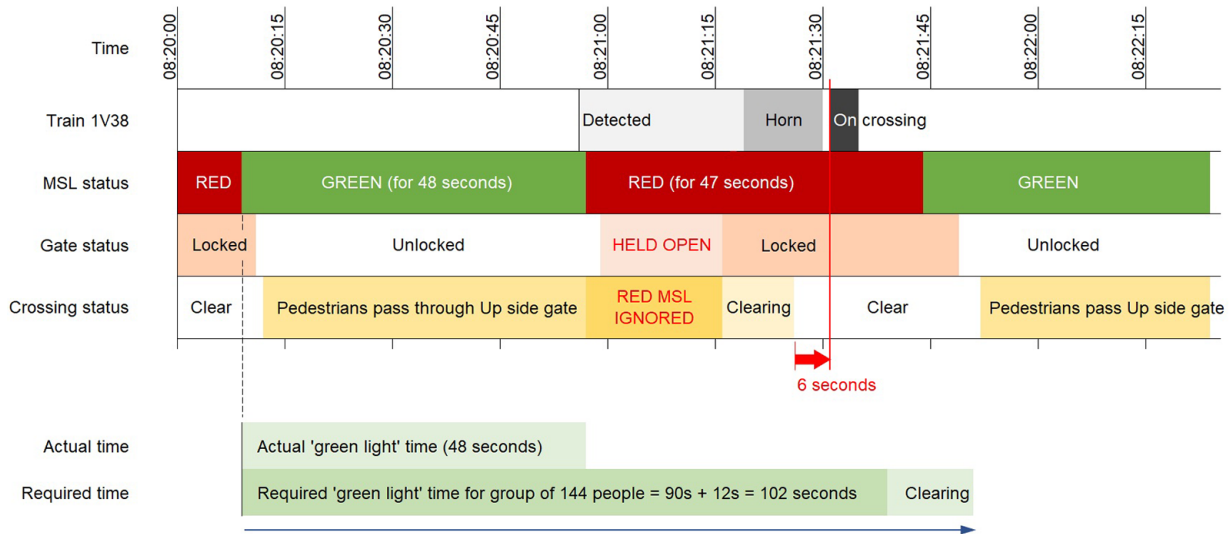 Time
08:20:00
08:20:15
08:20:30
08:20:45
08:21:00
08:21:15
08:21:30
08:21:45
08:22:00
08:22:15
Train 1V38
Detected
Horn
On crossing
MSL status
RED
GREEN (for 48 seconds)
RED (for 47 seconds)
GREEN
Gate status
Locked
Unlocked
HELD OPEN
Locked
Unlocked
Crossing status
Clear
Pedestrians pass through Up side gate
RED MSL
IGNORED
Clearing
Clear
Pedestrians pass Up side gate
6 seconds
Actual time
Actual 'green light' time (48 seconds)
Required time
Required 'green light' time for group of 144 people = 90s + 12s = 102 seconds
Clearing